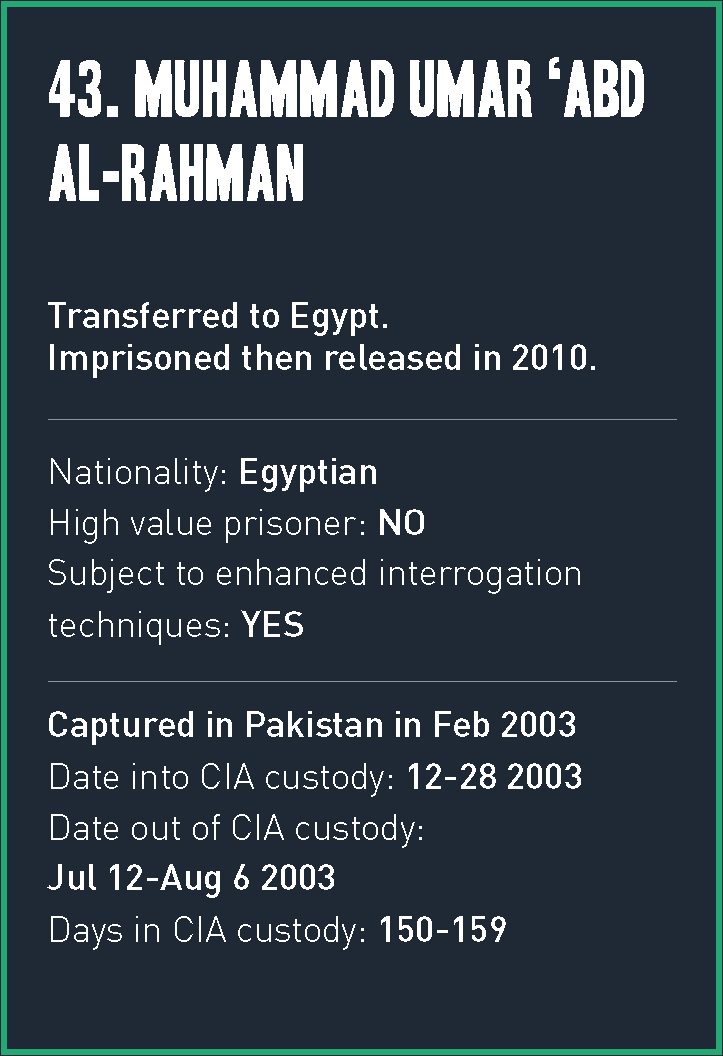 43. MUHAMMAD UMAR ‘ABD
AL-RAHMAN
Transferred to Egypt.
Imprisoned then released in 2010.
Nationality: Egyptian
High value prisoner: NO
Subject to enhanced interrogation
techniques: YES
Captured in Pakistan in Feb 2003
Date into CIA custody: 12-28 2003
Date out of CIA custody:
Jul 12-Aug 6 2003
Days in CIA custody: 150-159